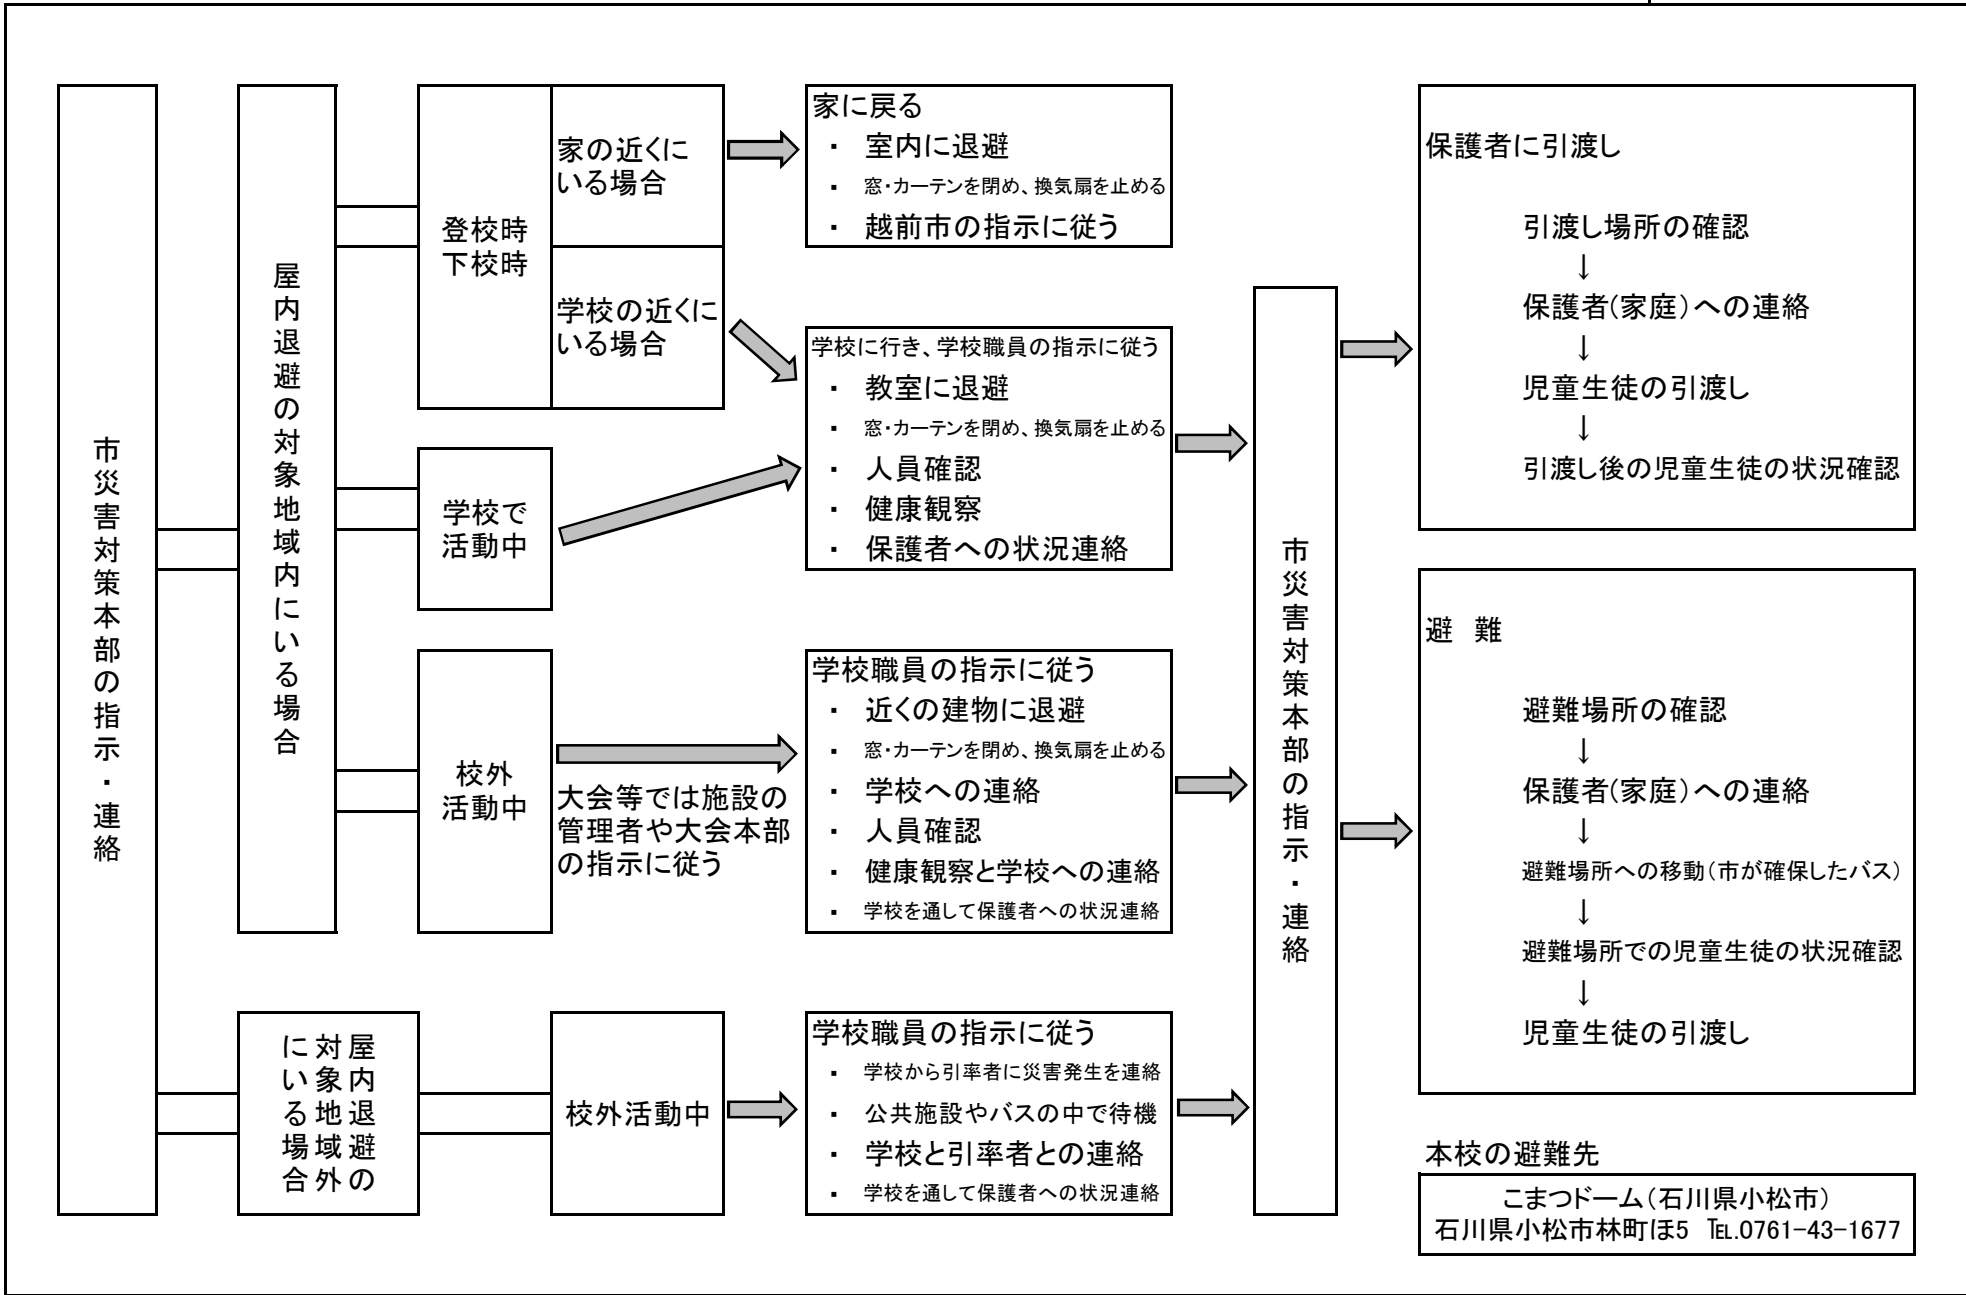 市災害対策本部の指示・連絡
屋内退避の対象地域内にいる場合
登校時
下校時
家の近くに
いる場合
学校の近くに
いる場合
家に戻る
・ 室内に退避
・ 窓・カーテンを閉め、換気扇を止める
・ 越前市の指示に従う
学校で
活動中
学校に行き、学校職員の指示に従う
・ 教室に退避
・ 窓・カーテンを閉め、換気扇を止める
・ 人員確認
・ 健康観察
・ 保護者への状況連絡
校外
活動中
大会等では施設の
管理者や大会本部
の指示に従う
学校職員の指示に従う
・ 近くの建物に退避
・ 窓・カーテンを閉め、換気扇を止める
・ 学校への連絡
・ 人員確認
・ 健康観察と学校への連絡
・ 学校を通して保護者への状況連絡
屋内退避の
対象地域外
にいる場合
校外活動中
学校職員の指示に従う
・ 学校から引率者に災害発生を連絡
・ 公共施設やバスの中で待機
・ 学校と引率者との連絡
・ 学校を通して保護者への状況連絡
市災害対策本部の指示・連絡
保護者に引渡し
引渡し場所の確認
↓
保護者(家庭)への連絡
↓
児童生徒の引渡し
↓
引渡し後の児童生徒の状況確認
避 難
避難場所の確認
↓
保護者(家庭)への連絡
↓
避難場所への移動(市が確保したバス)
↓
避難場所での児童生徒の状況確認
↓
児童生徒の引渡し
本校の避難先
こまつドーム(石川県小松市)
石川県小松市林町ほ5 ℡.0761-43-1677